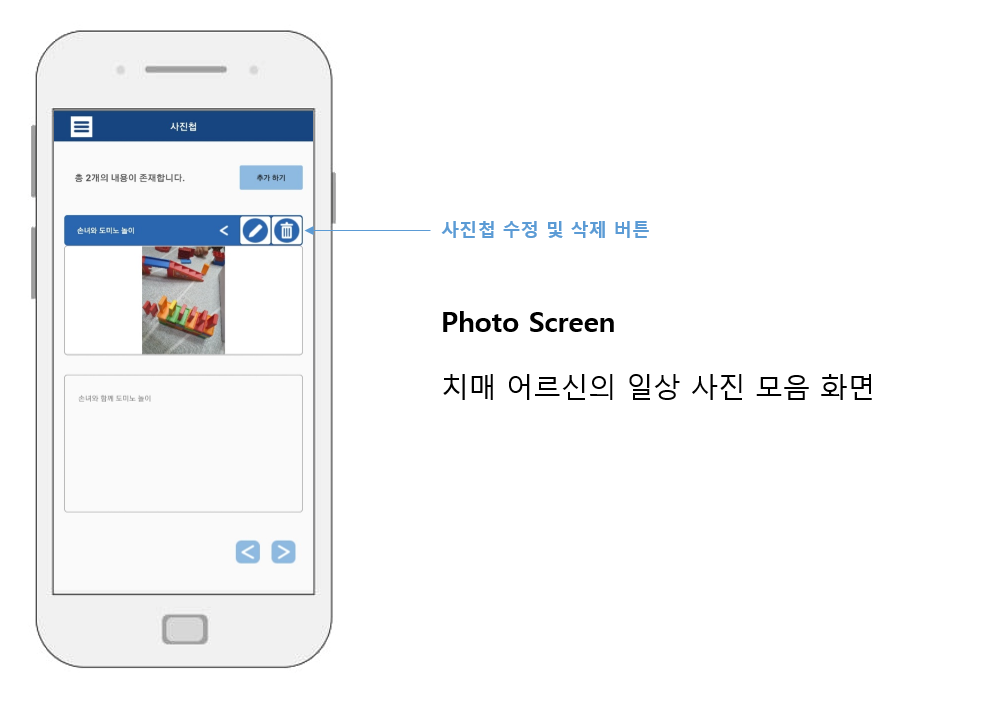 사진첩
총 2개의 내용이 존재합니다.
추가 하기
손녀와 도미노 놀이
<
사진첩 수정 및 삭제 버튼
Photo Screen
치매 어르신의 일상 사진 모음 화면
손녀와 함께 도미노 놀이
< >